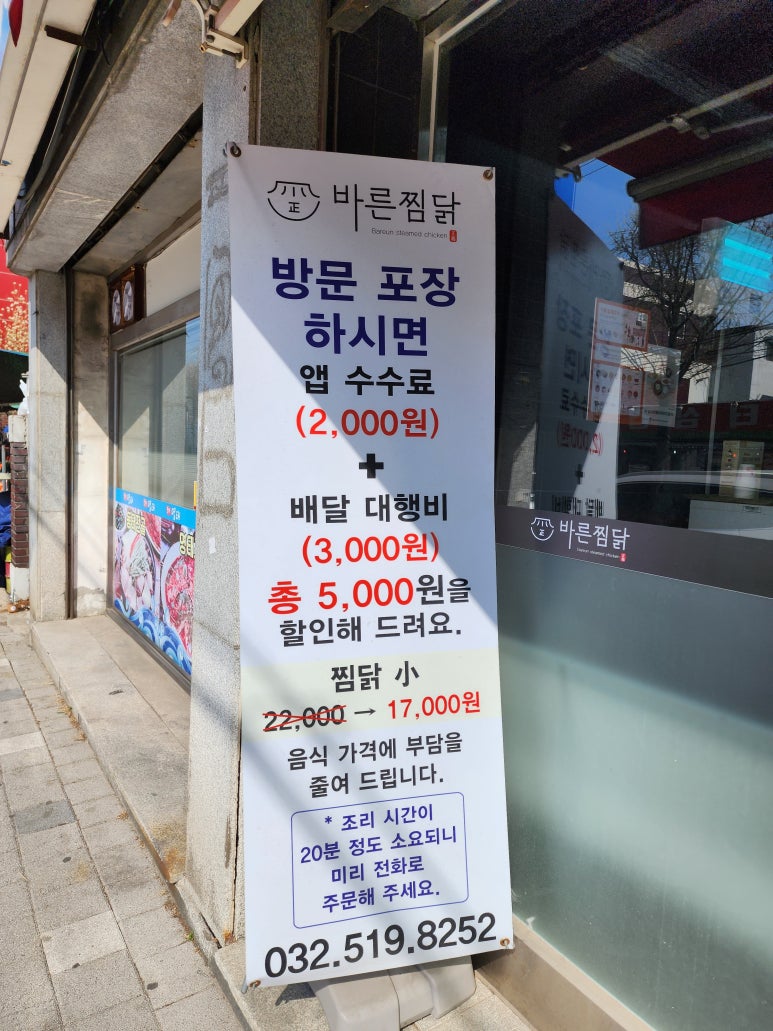 正
바른찜닭
Bareun steamed chicken
방문 포장
하시면
앱 수수료
(2,000원)
+
배달 대행비
(3,000원)
총 5,000원을
할인해 드려요.
찜닭 小
22,000 → 17,000원
음식 가격에 부담을
줄여 드립니다.
* 조리 시간이
20분 정도 소요되니
미리 전화로
주문해 주세요.
032.519.8252
正
바른찜닭
Bareun steamed chicken